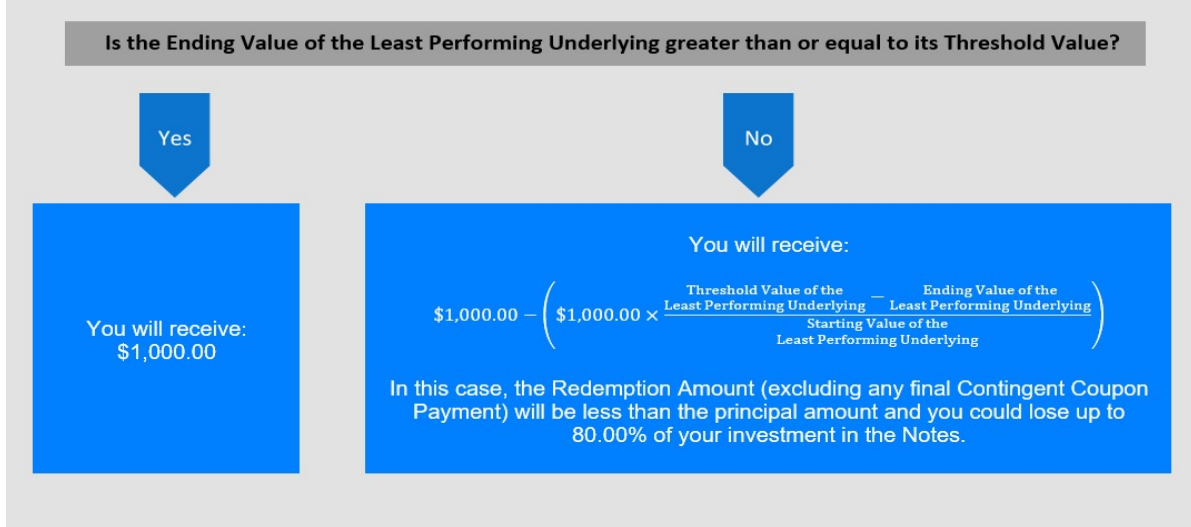 Is the Ending Value of the Least Performing Underlying greater than or equal to its Threshold Value?
Yes
No
You will receive:
$1,000.00
You will receive:
$1,000.00 − ( $1,000.00 × (Threshold Value of the Least Performing Underlying − Ending Value of the Least Performing Underlying) / Starting Value of the Least Performing Underlying )
In this case, the Redemption Amount (excluding any final Contingent Coupon
Payment) will be less than the principal amount and you could lose up to
80.00% of your investment in the Notes.